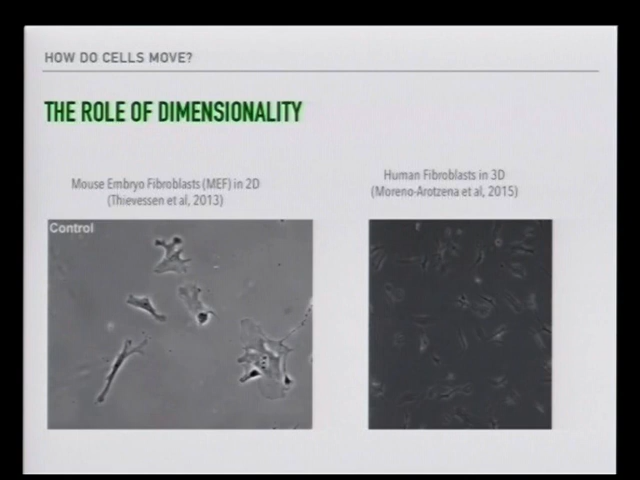 HOW DO CELLS MOVE?
THE ROLE OF DIMENSIONALITY
Mouse Embryo Fibroblasts (MEF) in 2D
(Thievessen et al, 2013)
Human Fibroblasts in 3D
(Moreno-Arotzena et al, 2015)
Control